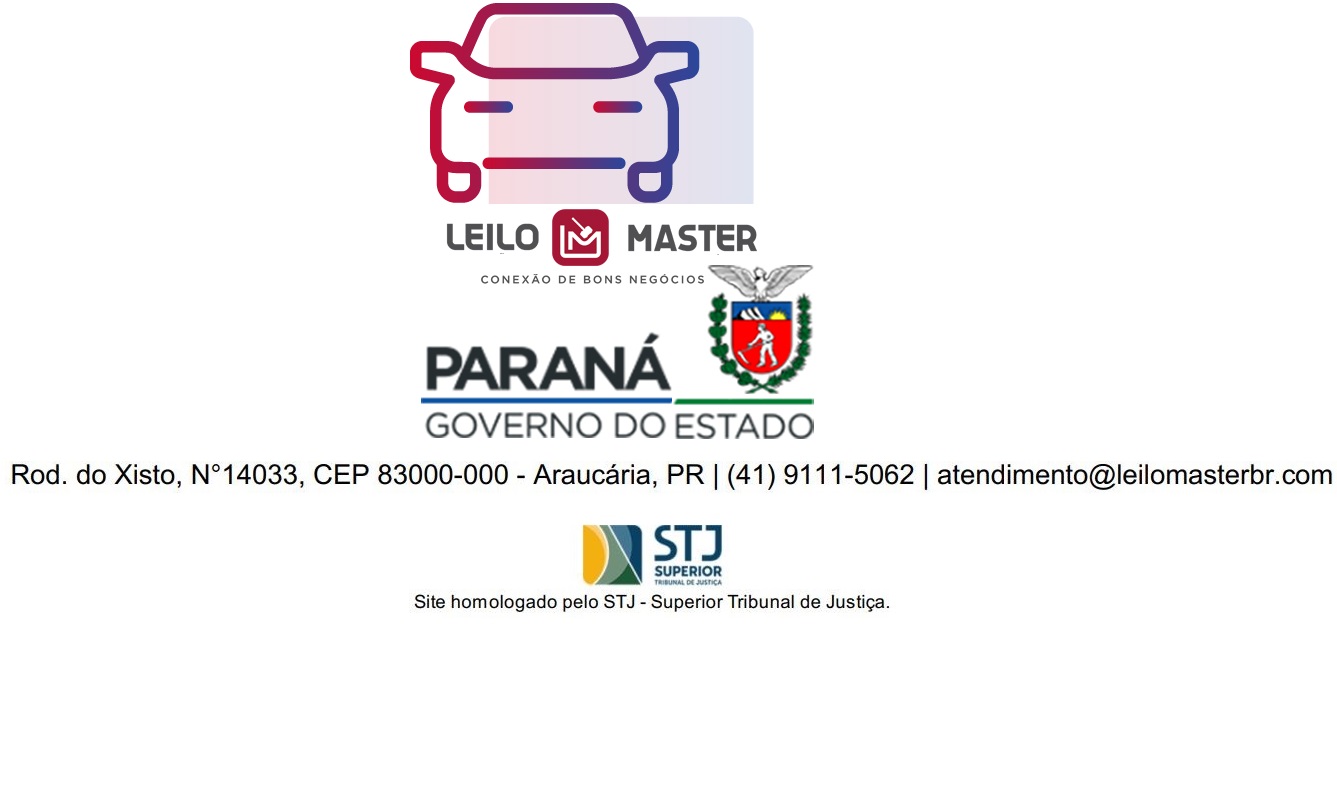 LEILO MASTER
CONEXÃO DE BONS NEGÓCIOS
PARANÁ
GOVERNO DO ESTADO
Rod. do Xisto, N°14033, CEP 83000-000 - Araucária, PR | (41) 9111-5062 | atendimento@leilomasterbr.com
STJ
SUPERIOR
TRIBUNAL DE JUSTIÇA
Site homologado pelo STJ - Superior Tribunal de Justiça.